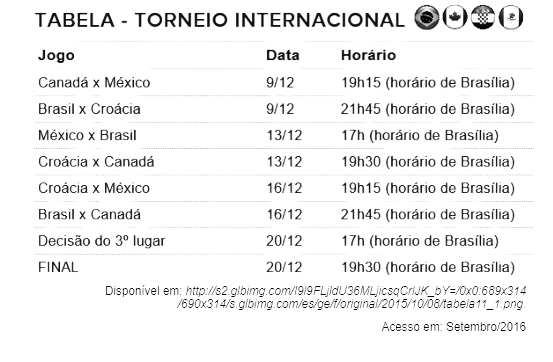 TABELA - TORNEIO INTERNACIONAL
Jogo Data Horário
Canadá x México 9/12 19h15 (horário de Brasília)
Brasil x Croácia 9/12 21h45 (horário de Brasília)
México x Brasil 13/12 17h (horário de Brasília)
Croácia x Canadá 13/12 19h30 (horário de Brasília)
Croácia x México 16/12 19h15 (horário de Brasília)
Brasil x Canadá 16/12 21h45 (horário de Brasília)
Decisão do 3º lugar 20/12 17h (horário de Brasília)
FINAL 20/12 19h30 (horário de Brasília)
Disponível em: http://s2.glbimg.com/l9l9FLjldU36MLjicsqCrlJK_bY=/0x0:689x314
/690x314/s.glbimg.com/es/ge/f/original/2015/10/08/tabela11_1.png.
Acesso em: Setembro/2016